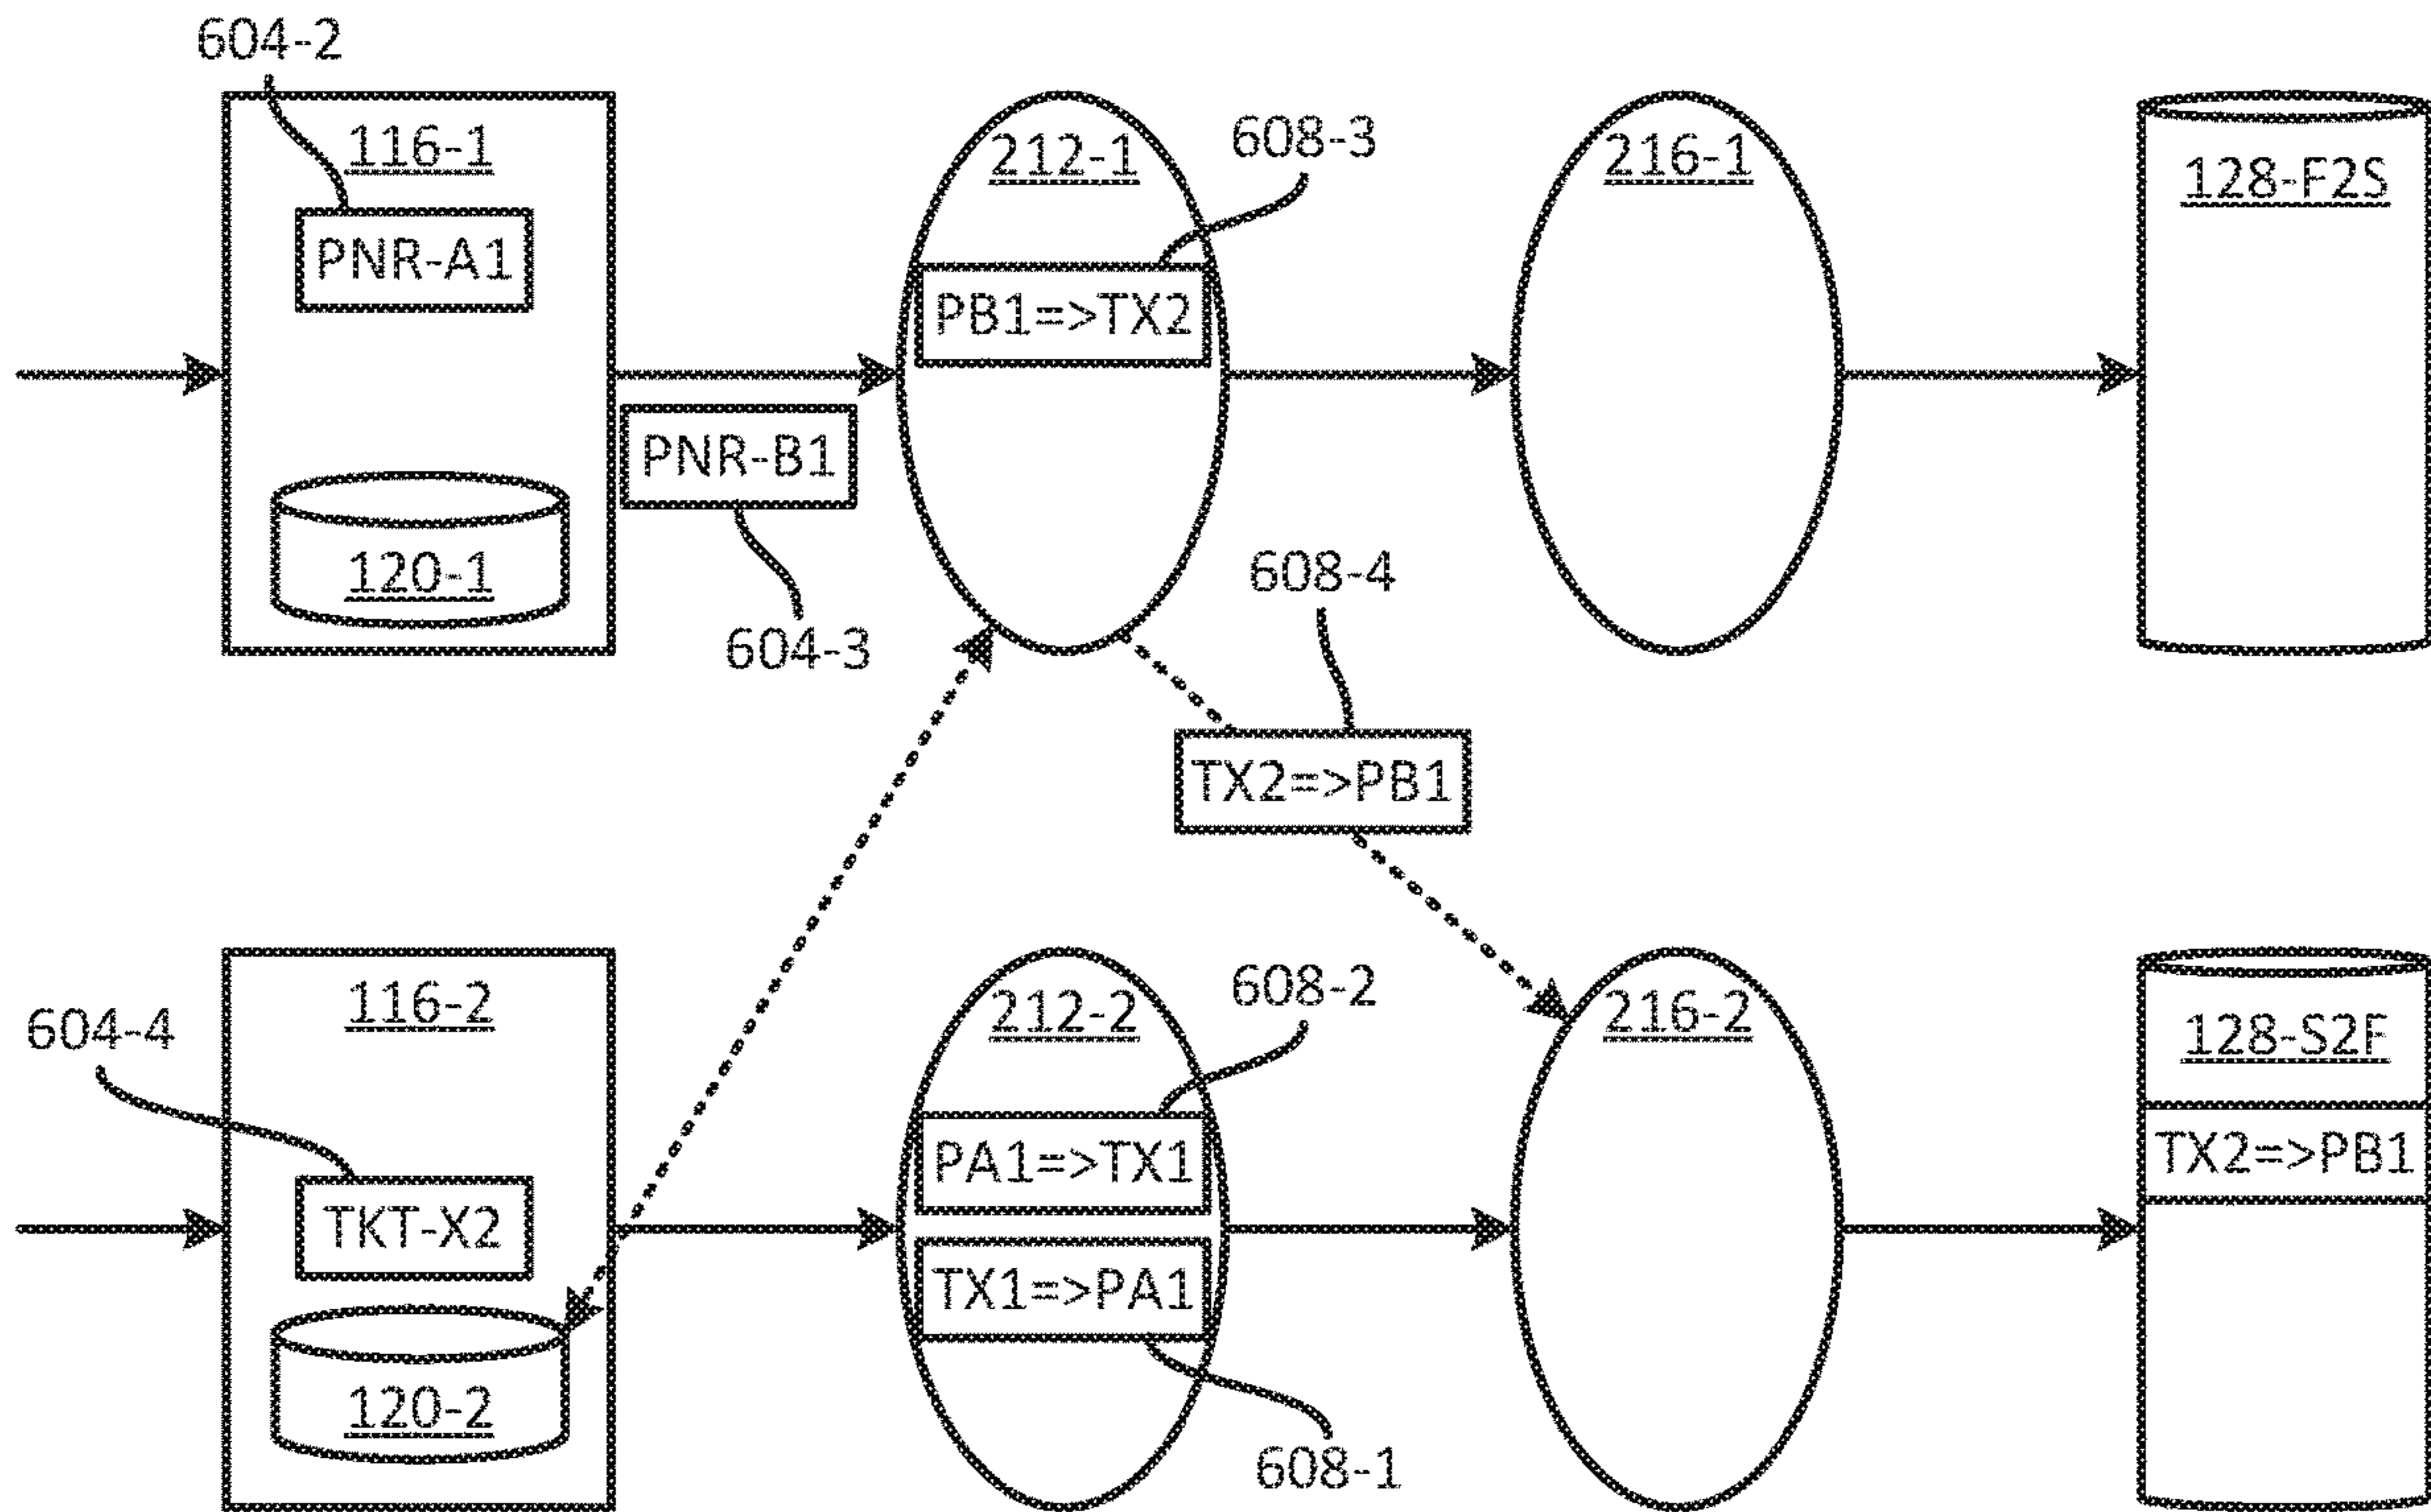 604-2
116-1
PNR-A1
120-1
PNR-B1
604-3
212-1
608-3
PB1=>TX2
216-1
128-F2S
608-4
TX2=>PB1
604-4
116-2
TKT-X2
120-2
212-2
608-2
PA1=>TX1
TX1=>PA1
608-1
216-2
128-S2F
TX2=>PB1